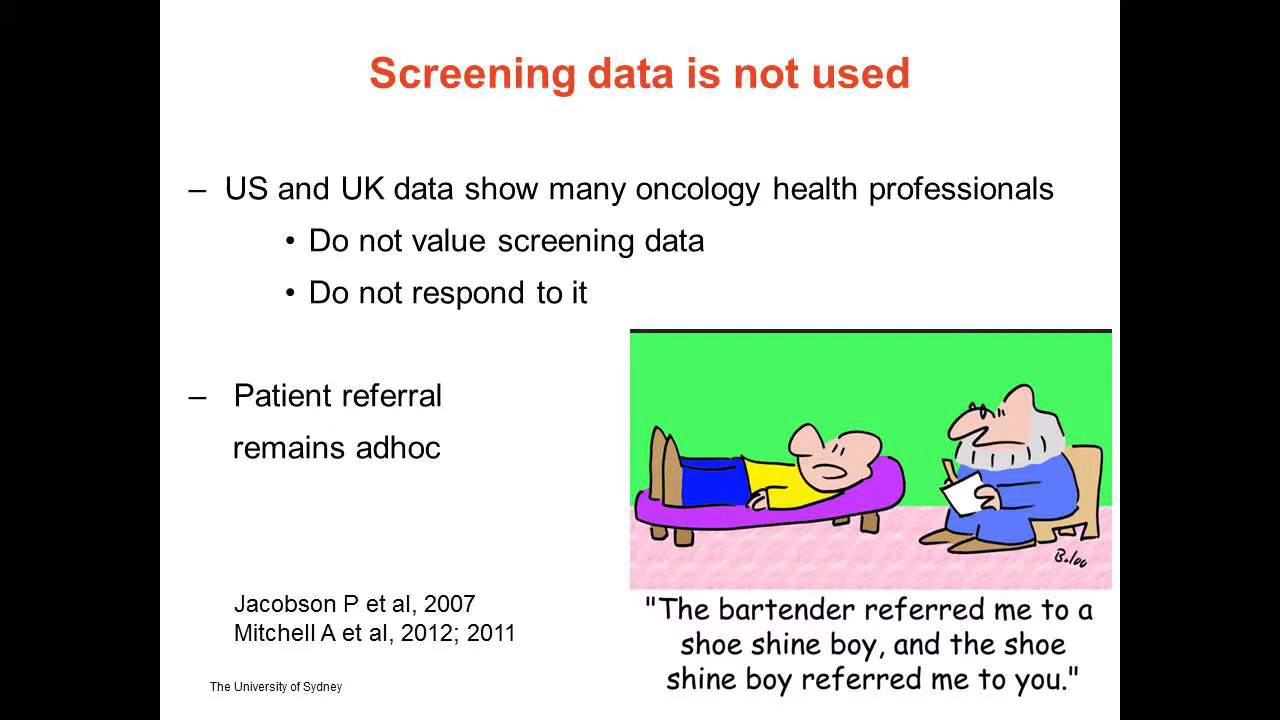 Screening data is not used
– US and UK data show many oncology health professionals
• Do not value screening data
• Do not respond to it
– Patient referral
remains adhoc
Jacobson P et al, 2007
Mitchell A et al, 2012; 2011
The University of Sydney
B.loo
"The bartender referred me to a
shoe shine boy, and the shoe
shine boy referred me to you."